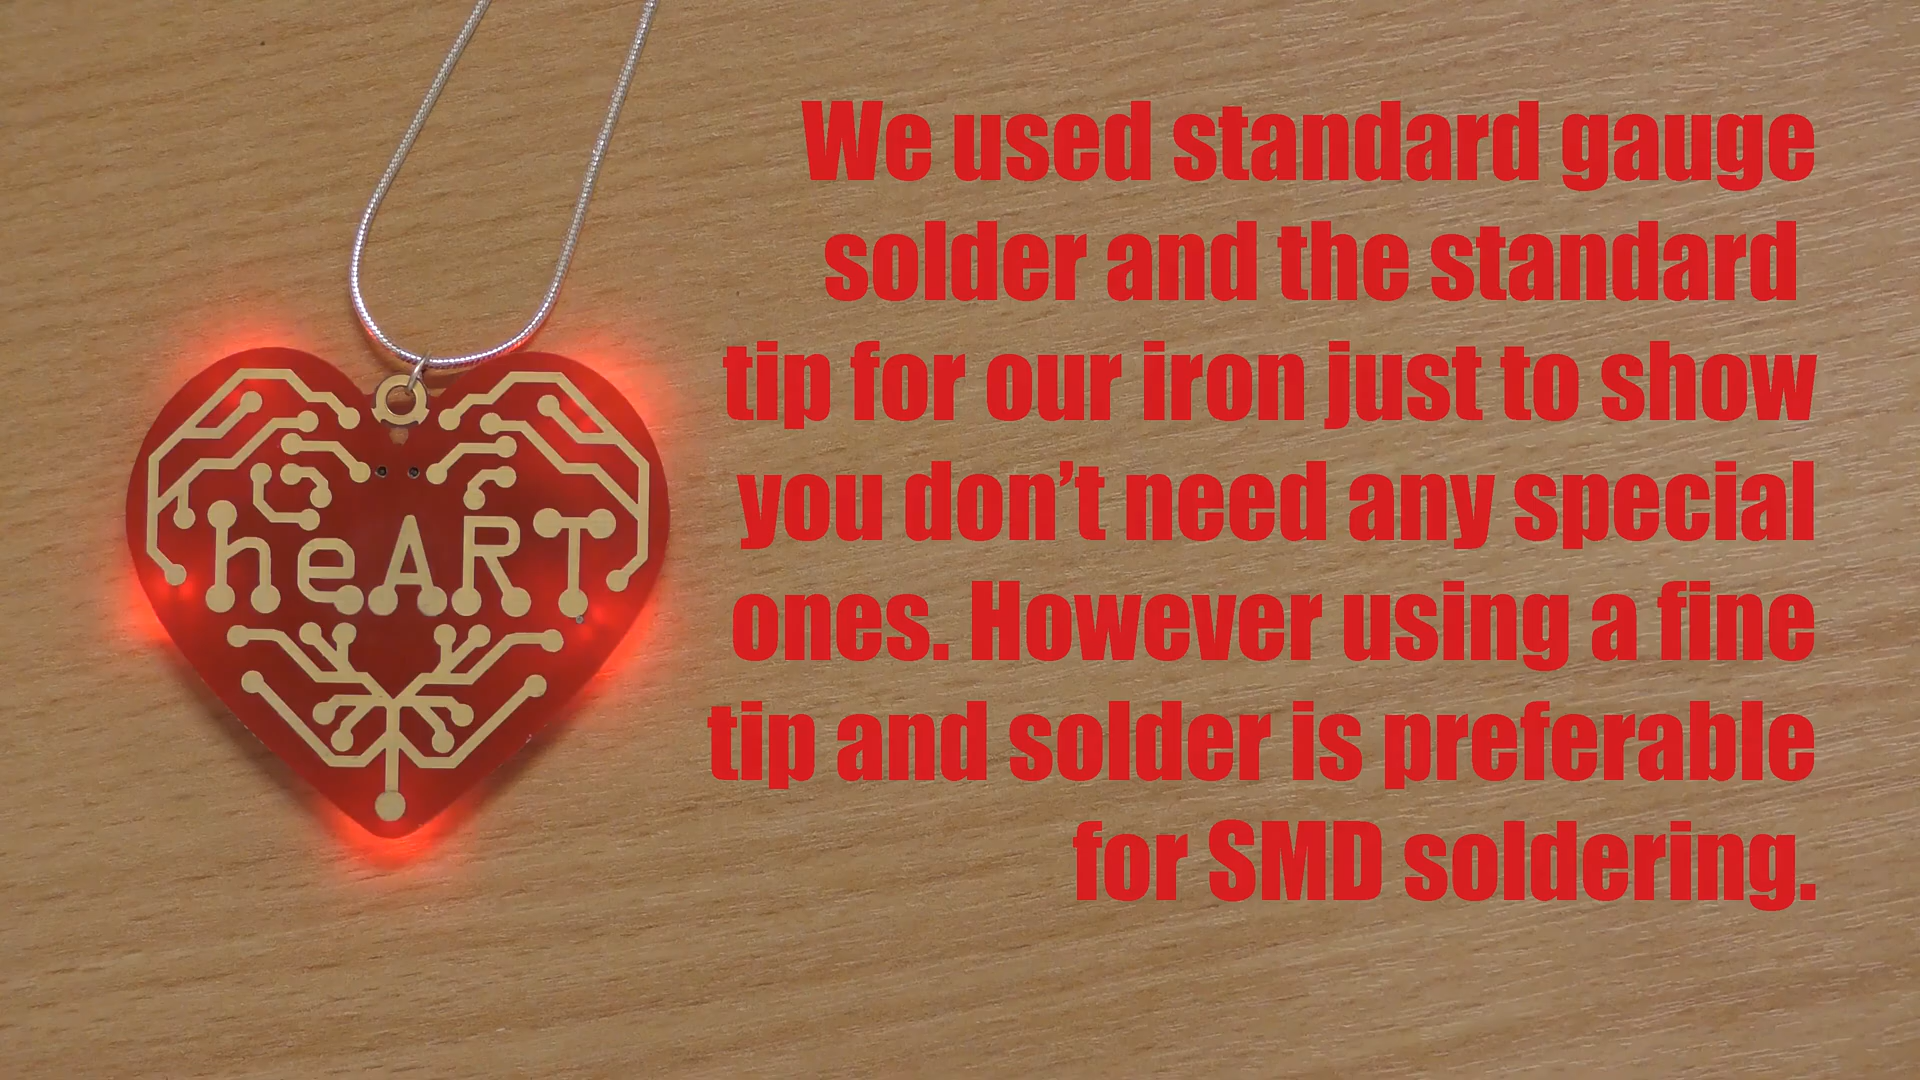 We used standard gauge
solder and the standard
tip for our iron just to show
you don’t need any special
ones. However using a fine
tip and solder is preferable
for SMD soldering.
heART